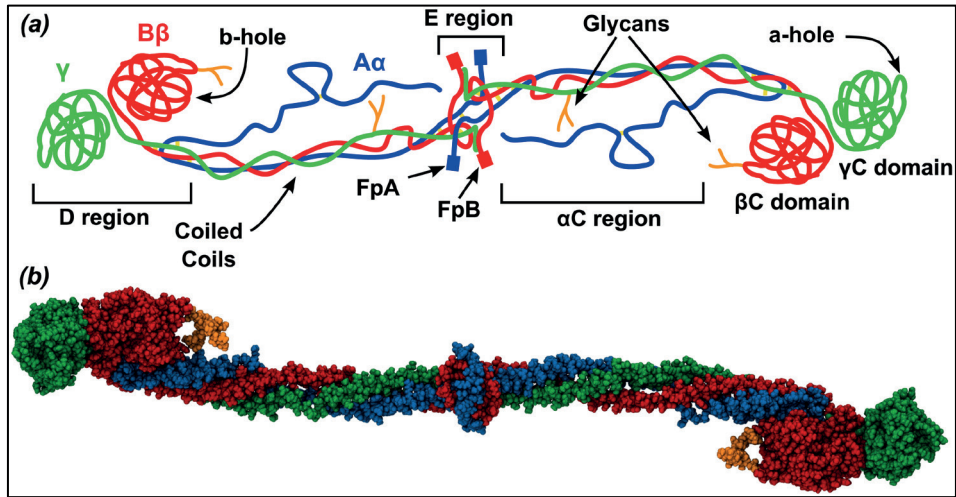 (a)
E region
Glycans
a-hole
Bβ
b-hole
Aα
γ
FpA
FpB
γC domain
βC domain
D region
αC region
Coiled
Coils
(b)